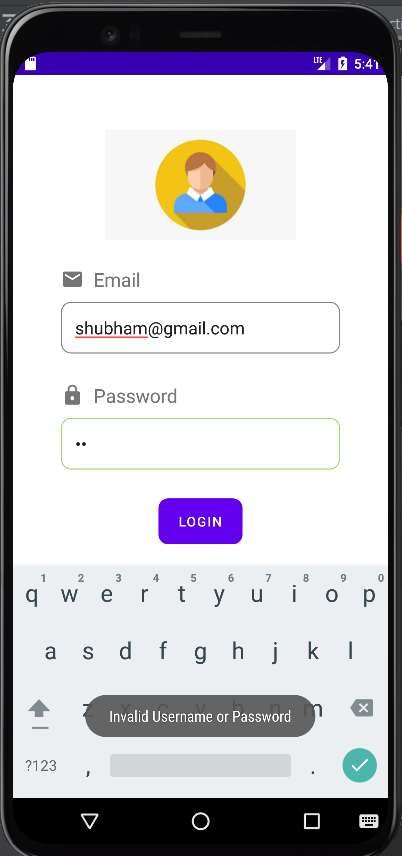 LTE 5:41
Email
shubham@gmail.com
Password
••
LOGIN
1 2 3 4 5 6 7 8 9 0
q w e r t y u i o p
a s d f g h j k l
z x c v b n m
Invalid Username or Password
?123 , .